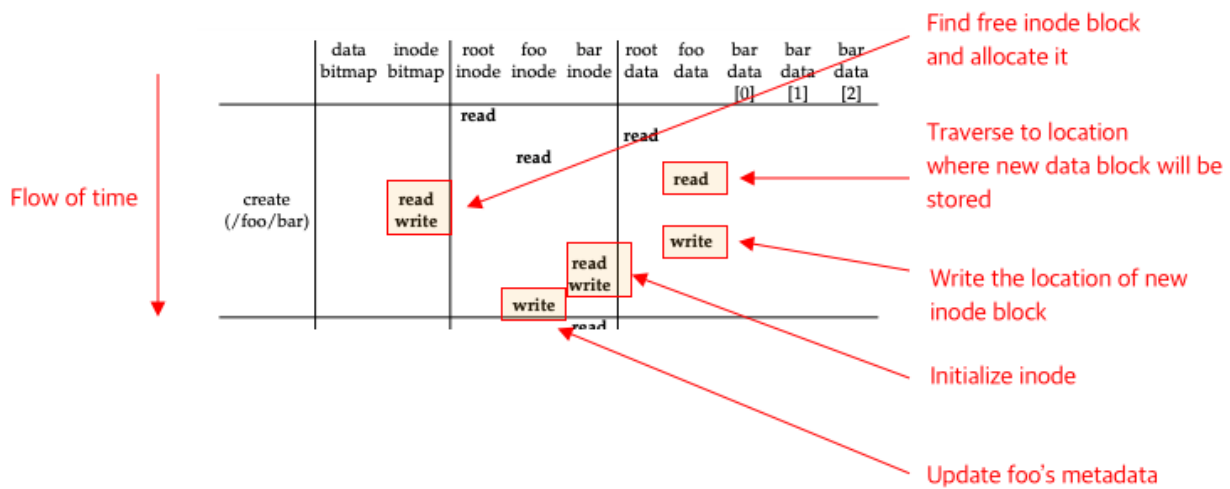 Find free inode block
and allocate it
data inode root foo bar root foo bar bar bar
bitmap bitmap inode inode inode data data data data data
[0] [1] [2]
read
read
Traverse to location
where new data block will be
stored
read
read
Flow of time
create
(/foo/bar)
read
write
write
read
write
Write the location of new
inode block
write
read
Initialize inode
Update foo's metadata